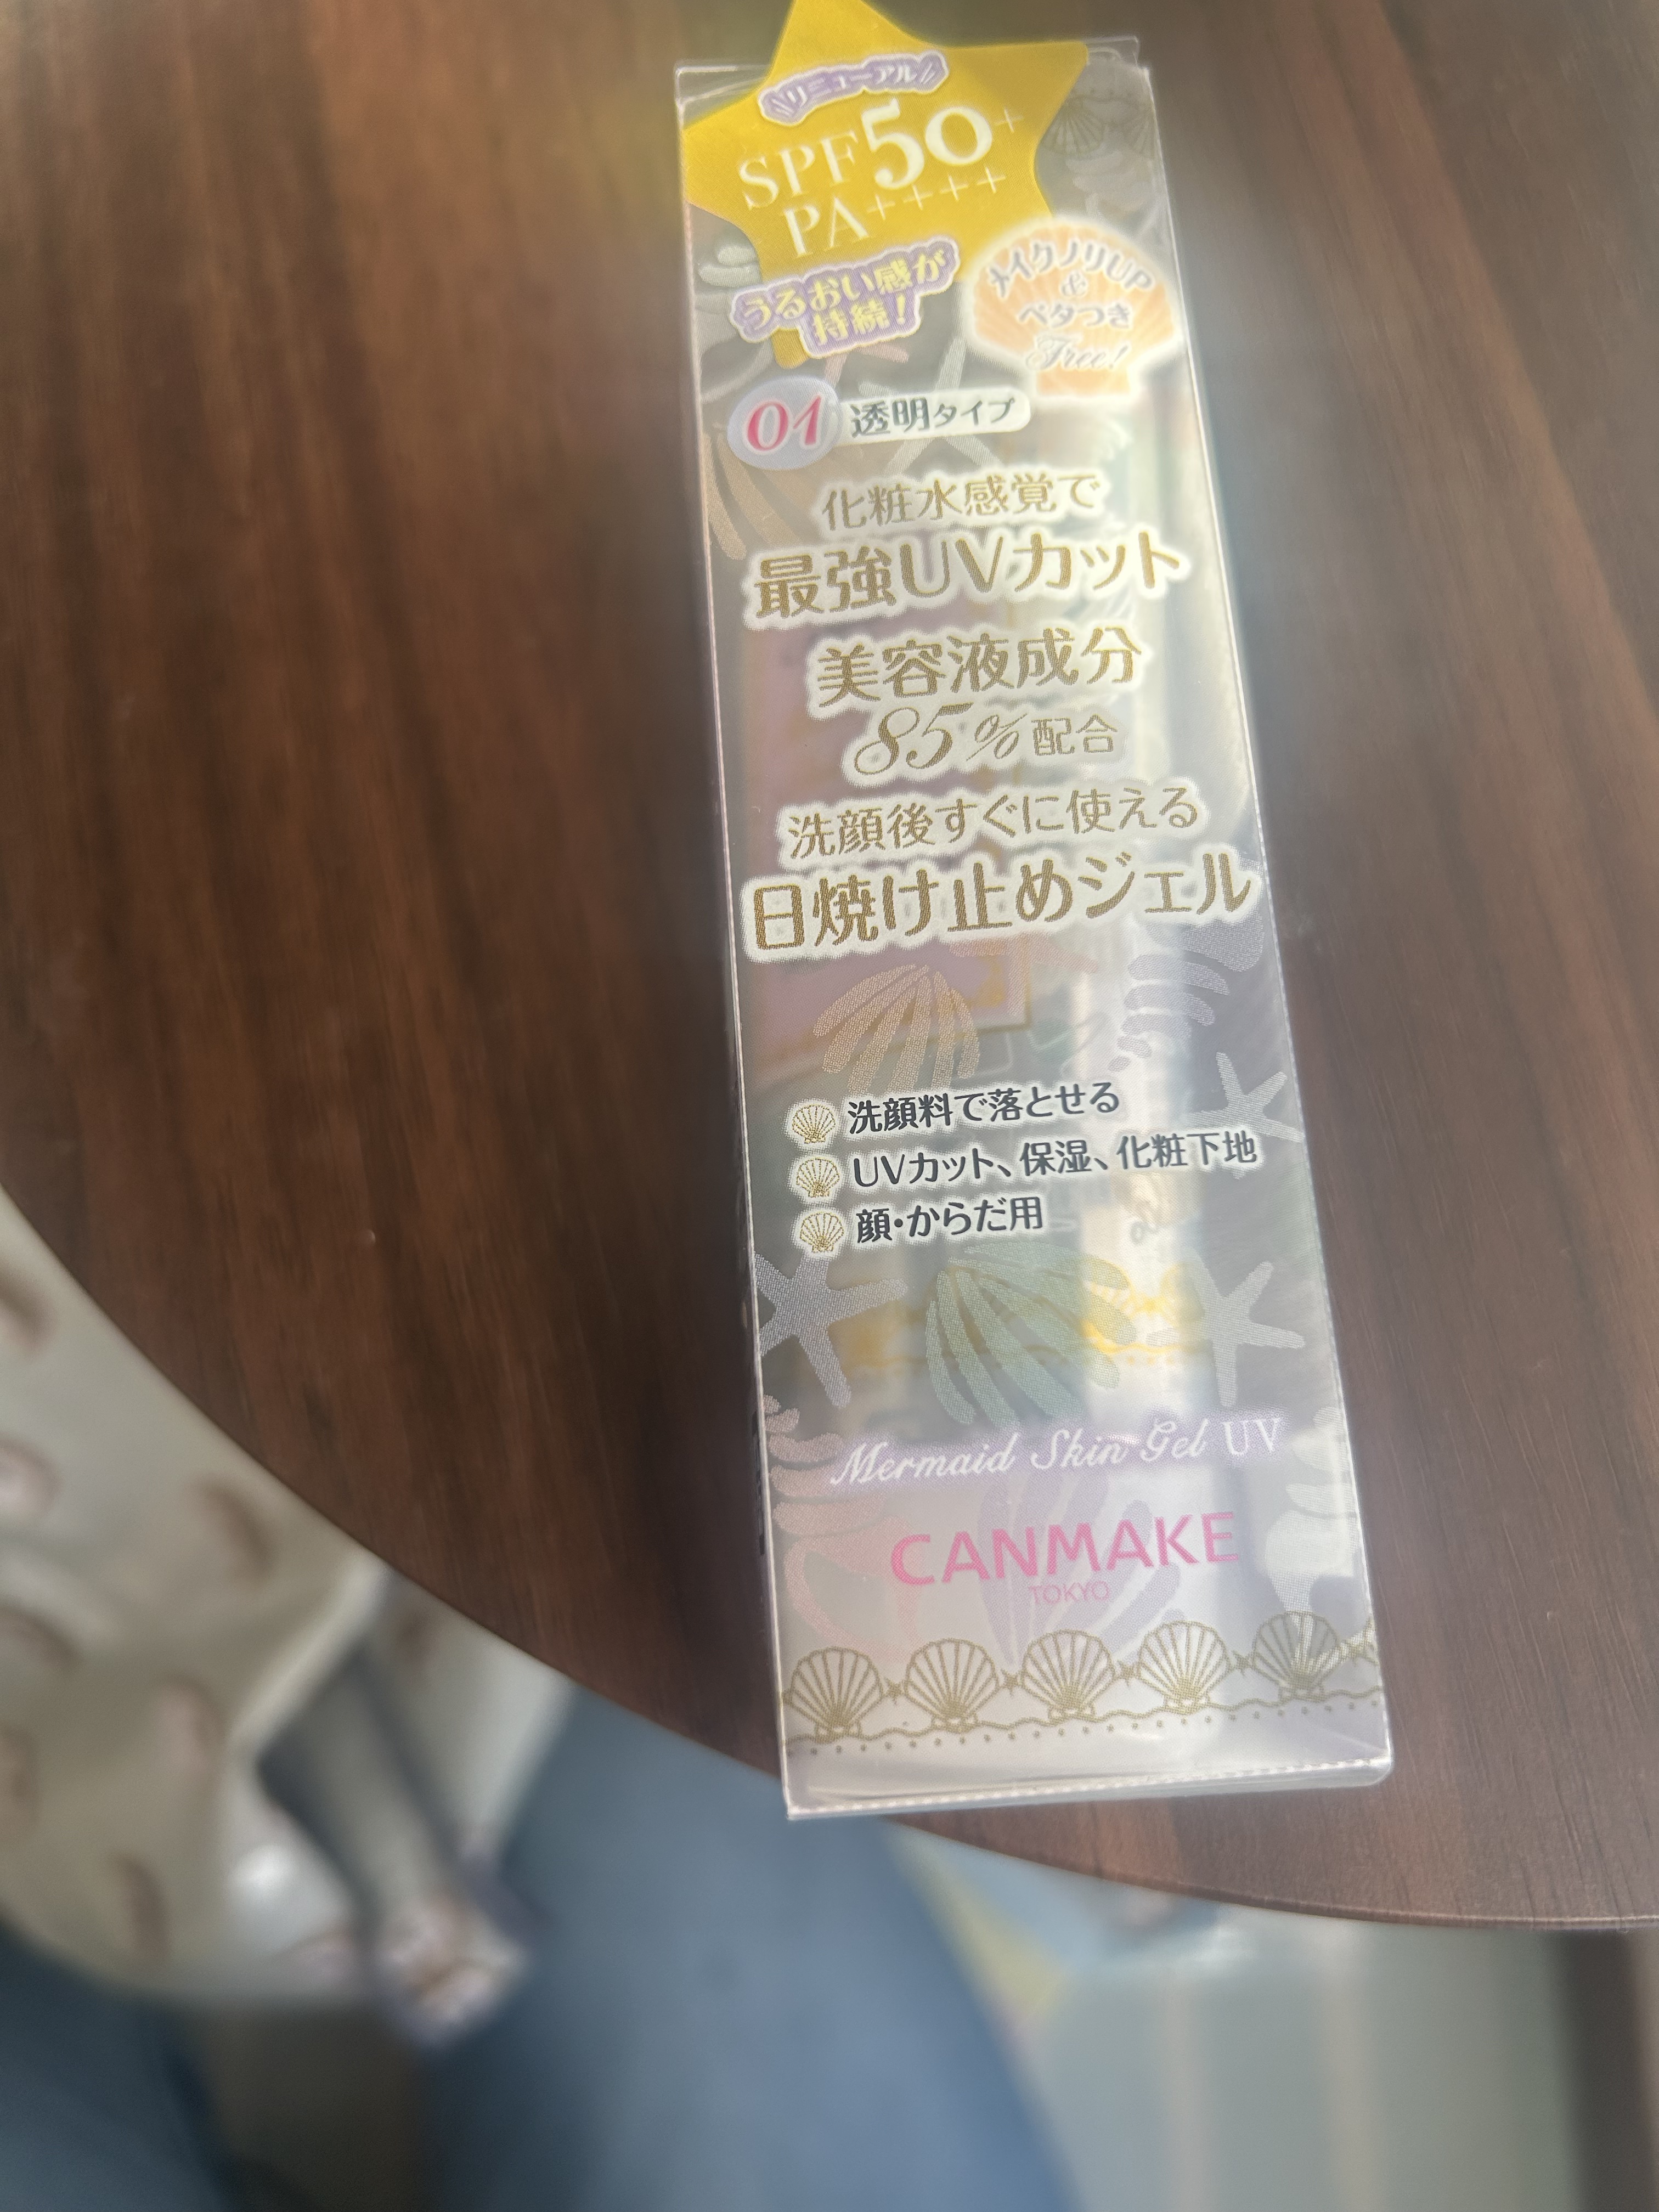 リニューアル
SPF50+
PA++++
うるおい感が
持続！
メイクノリUP
&
ベタつき
Free!
01 透明タイプ
化粧水感覚で
最強UVカット
美容液成分
85%配合
洗顔後すぐに使える
日焼け止めジェル
洗顔料で落とせる
UVカット、保湿、化粧下地
顔・からだ用
Mermaid Skin Gel UV
CANMAKE
TOKYO